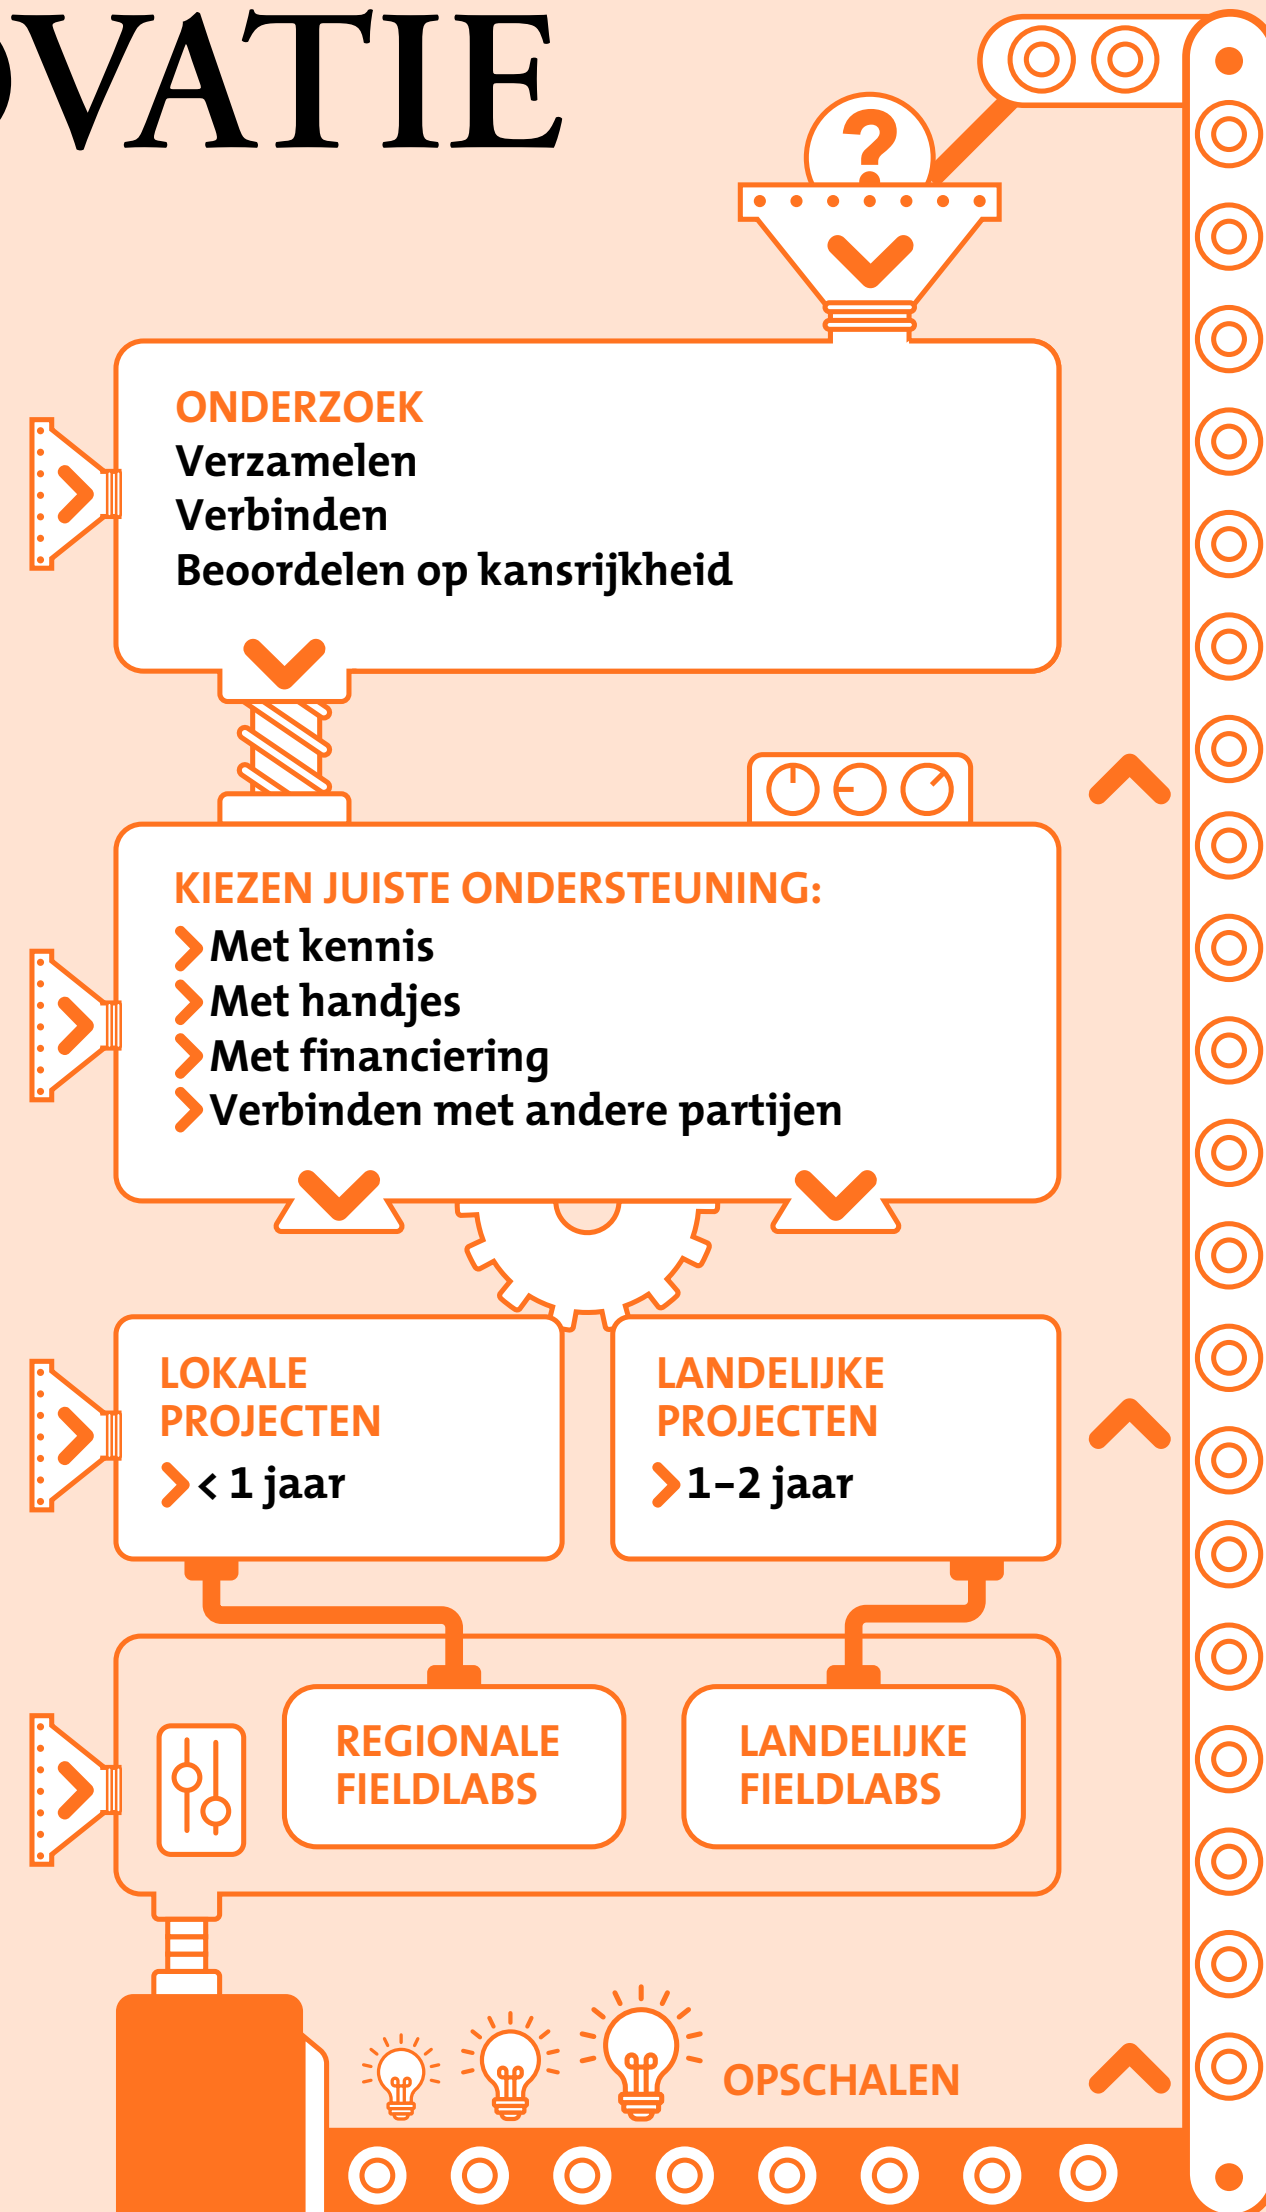 OVATIE
?
ONDERZOEK
Verzamelen
Verbinden
Beoordelen op kansrijkheid
KIEZEN JUISTE ONDERSTEUNING:
Met kennis
Met handjes
Met financiering
Verbinden met andere partijen
LOKALE
PROJECTEN
< 1 jaar
LANDELIJKE
PROJECTEN
1–2 jaar
REGIONALE
FIELDLABS
LANDELIJKE
FIELDLABS
OPSCHALEN